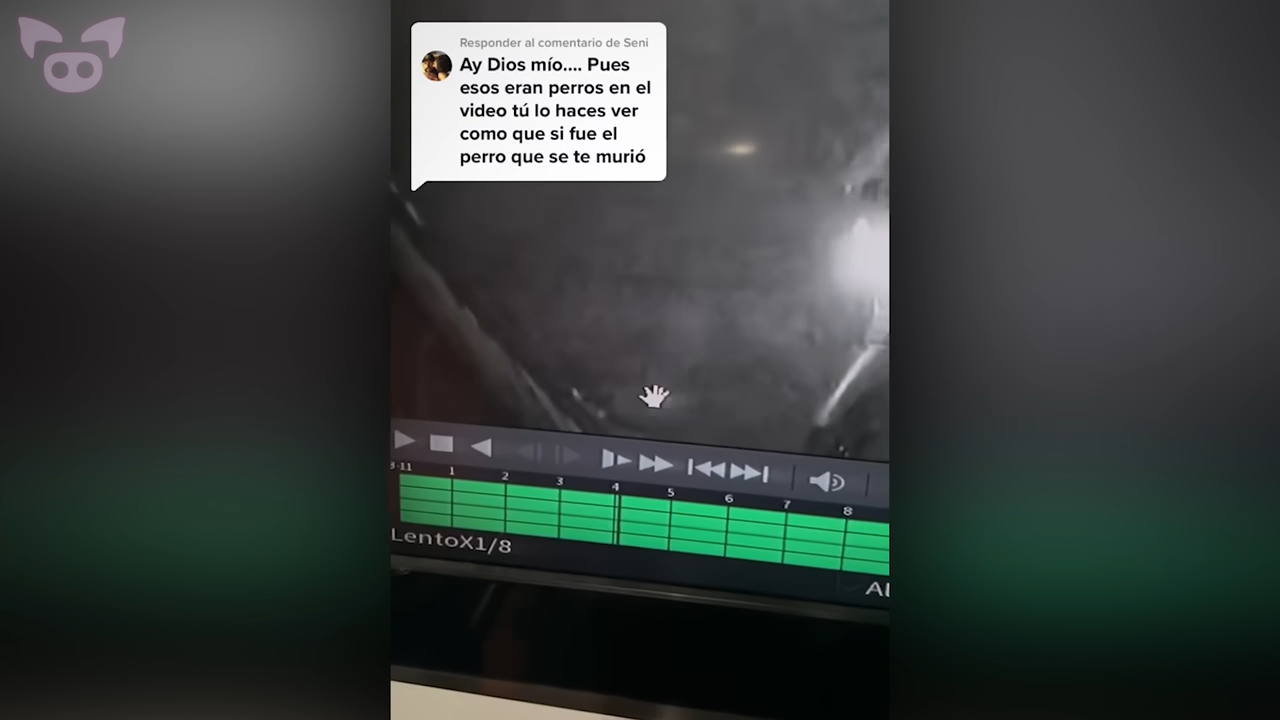 Responder al comentario de Seni
Ay Dios mío.... Pues
esos eran perros en el
video tú lo haces ver
como que si fue el
perro que se te murió
1 2 3 4 5 6 7 8
LentoX1/8